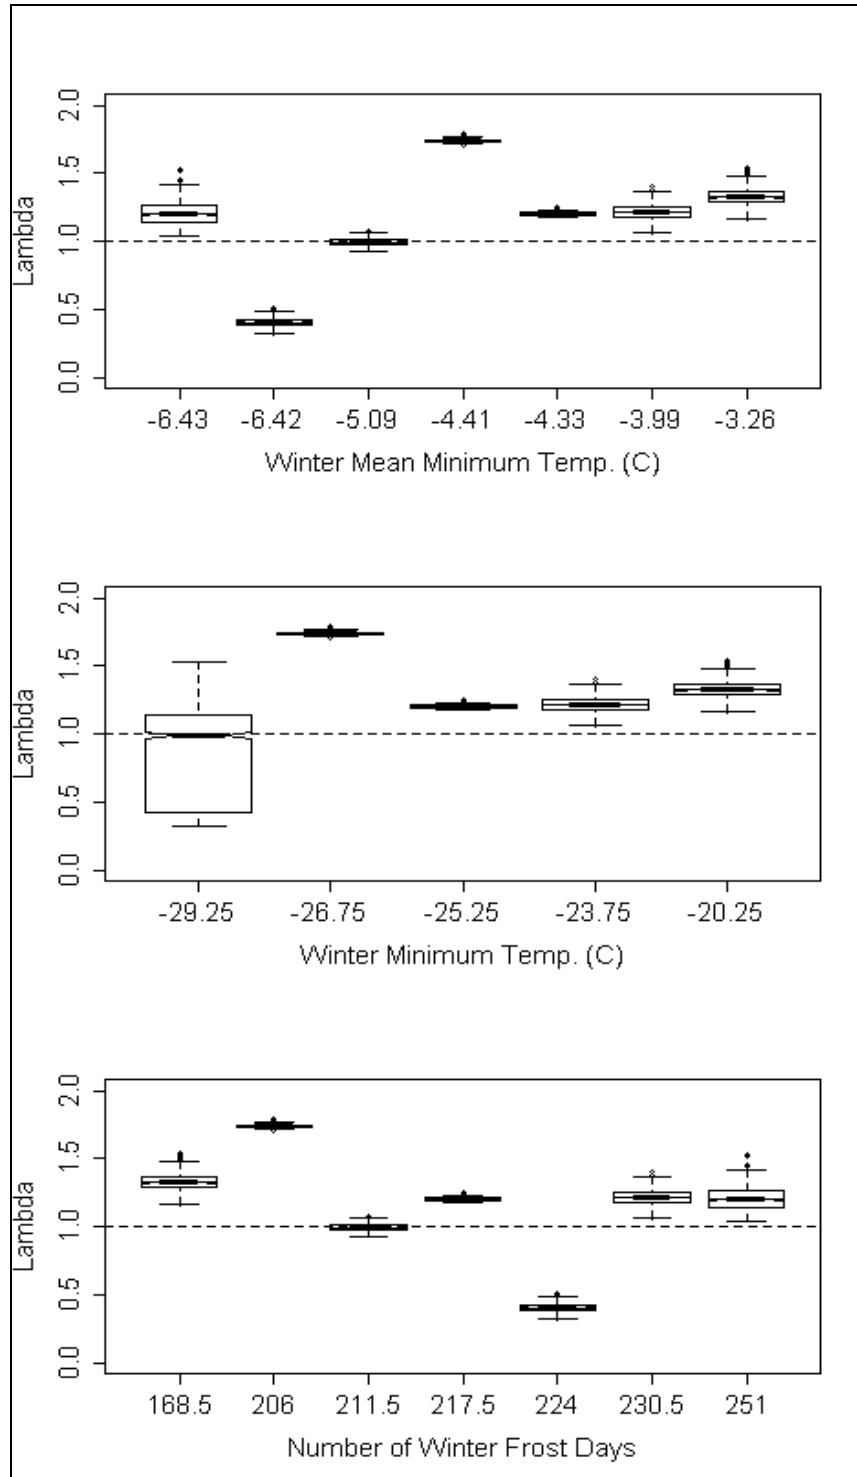 2.0
1.5
1.0
0.5
0.0
Lambda
-6.43 -6.42 -5.09 -4.41 -4.33 -3.99 -3.26
Winter Mean Minimum Temp. (C)
2.0
1.5
1.0
0.5
0.0
Lambda
-29.25 -26.75 -25.25 -23.75 -20.25
Winter Minimum Temp. (C)
2.0
1.5
1.0
0.5
0.0
Lambda
168.5 206 211.5 217.5 224 230.5 251
Number of Winter Frost Days